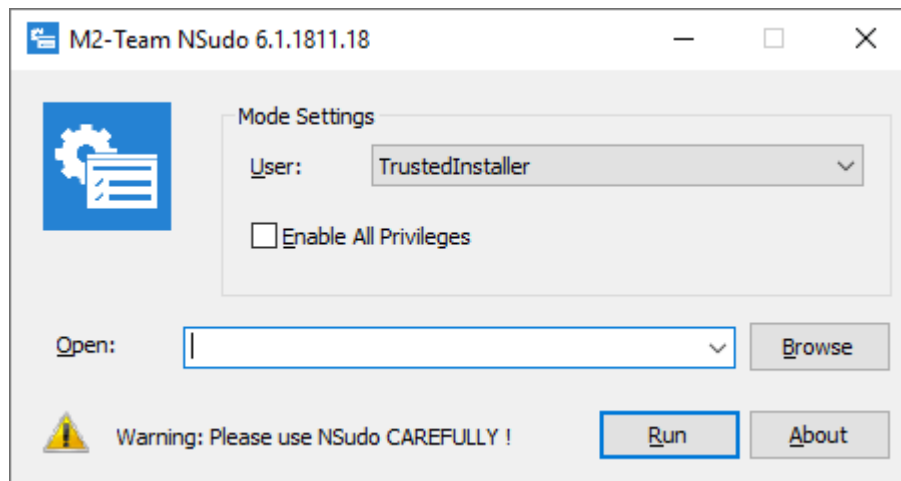 M2-Team NSudo 6.1.1811.18
Mode Settings
User: TrustedInstaller
Enable All Privileges
Open: Browse
Warning: Please use NSudo CAREFULLY ! Run About